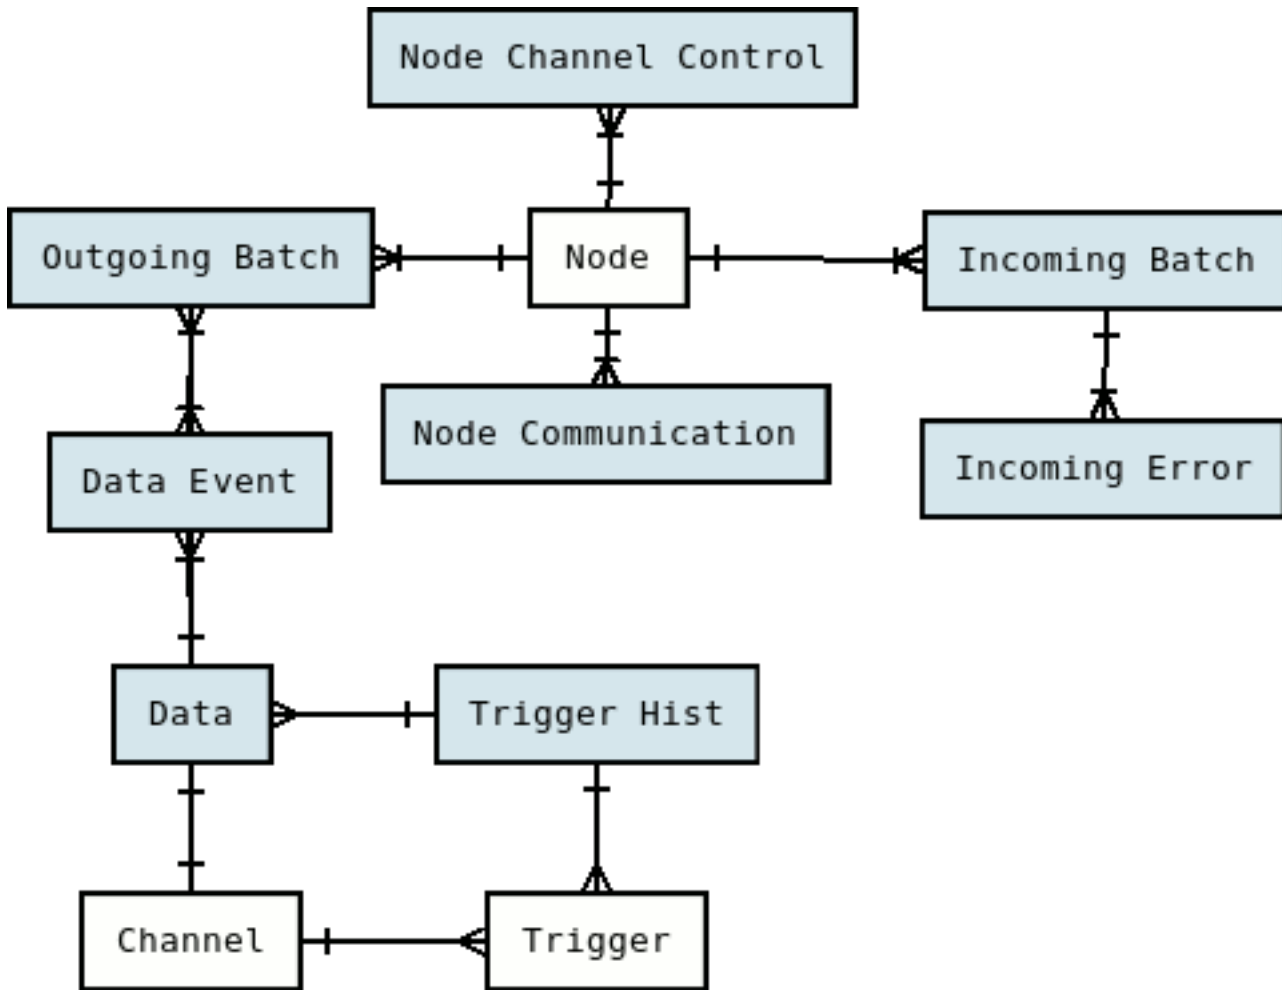 Node Channel Control
Outgoing Batch
Node
Incoming Batch
Node Communication
Incoming Error
Data Event
Data
Trigger Hist
Channel
Trigger